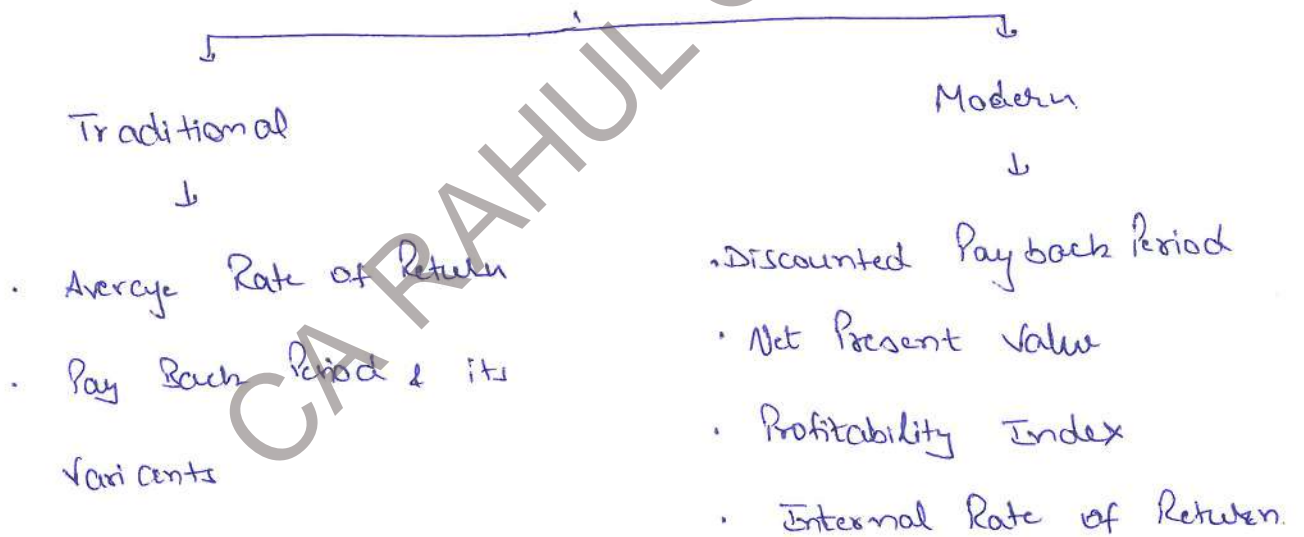 Traditional
Modern
. Average Rate of Return
. Pay Back Period & its
Varients
. Discounted Payback Period
. Net Present Value
. Profitability Index
. Internal Rate of Return.
CA RAHUL